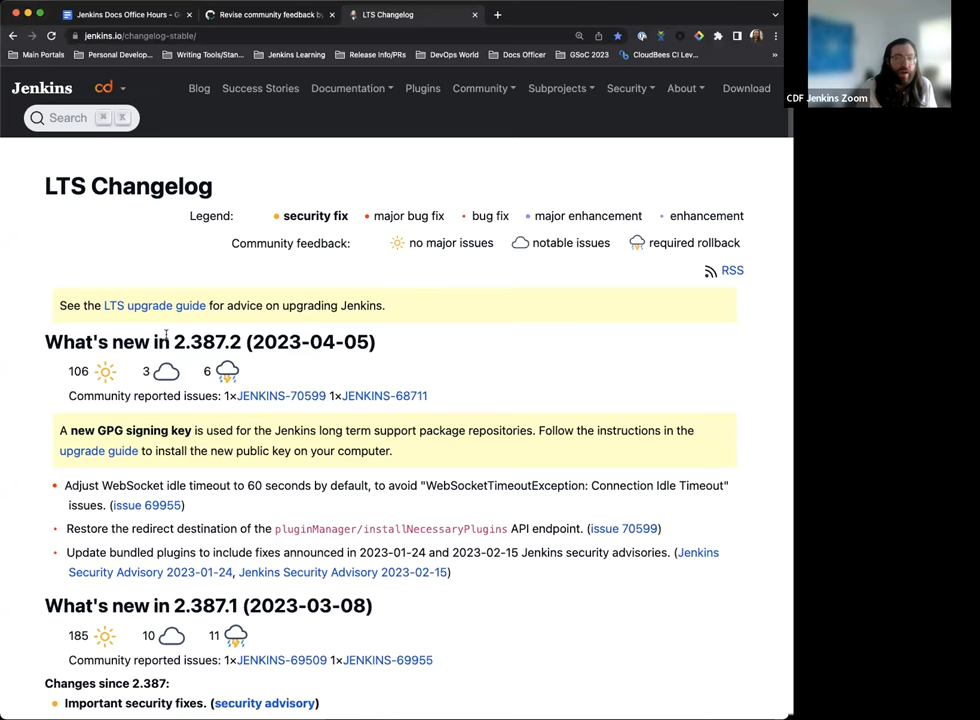 Jenkins Docs Office Hours - G
Revise community feedback by
LTS Changelog
jenkins.io/changelog-stable/
Main Portals
Personal Develop...
Writing Tools/Stan...
Jenkins Learning
Release Info/PRs
DevOps World
Docs Officer
GSoC 2023
CloudBees CI Lev...
»
CDF Jenkins Zoom
Jenkins
cd
Blog
Success Stories
Documentation
Plugins
Community
Subprojects
Security
About
Download
Search
⌘
K
LTS Changelog
Legend: security fix major bug fix bug fix major enhancement enhancement
Community feedback: no major issues notable issues required rollback
RSS
See the LTS upgrade guide for advice on upgrading Jenkins.
What's new in 2.387.2 (2023-04-05)
106 3 6
Community reported issues: 1×JENKINS-70599 1×JENKINS-68711
A new GPG signing key is used for the Jenkins long term support package repositories. Follow the instructions in the
upgrade guide to install the new public key on your computer.
Adjust WebSocket idle timeout to 60 seconds by default, to avoid "WebSocketTimeoutException: Connection Idle Timeout"
issues. (issue 69955)
Restore the redirect destination of the pluginManager/installNecessaryPlugins API endpoint. (issue 70599)
Update bundled plugins to include fixes announced in 2023-01-24 and 2023-02-15 Jenkins security advisories. (Jenkins
Security Advisory 2023-01-24, Jenkins Security Advisory 2023-02-15)
What's new in 2.387.1 (2023-03-08)
185 10 11
Community reported issues: 1×JENKINS-69509 1×JENKINS-69955
Changes since 2.387:
Important security fixes. (security advisory)